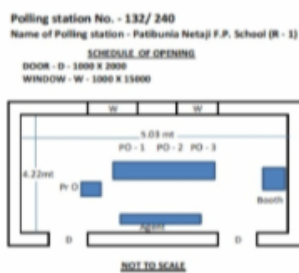 Polling station No. - 132/ 240
Name of Polling station - Patibunia Netaji F.P. School (R - 1)
SCHEDULE OF OPENING
DOOR - D - 1000 X 2000
WINDOW - W - 1000 X 15000
W W
5.03 mt
PO - 1 PO - 2 PO - 3
4.22mt
Pr O
Booth
Agent
D D
NOT TO SCALE